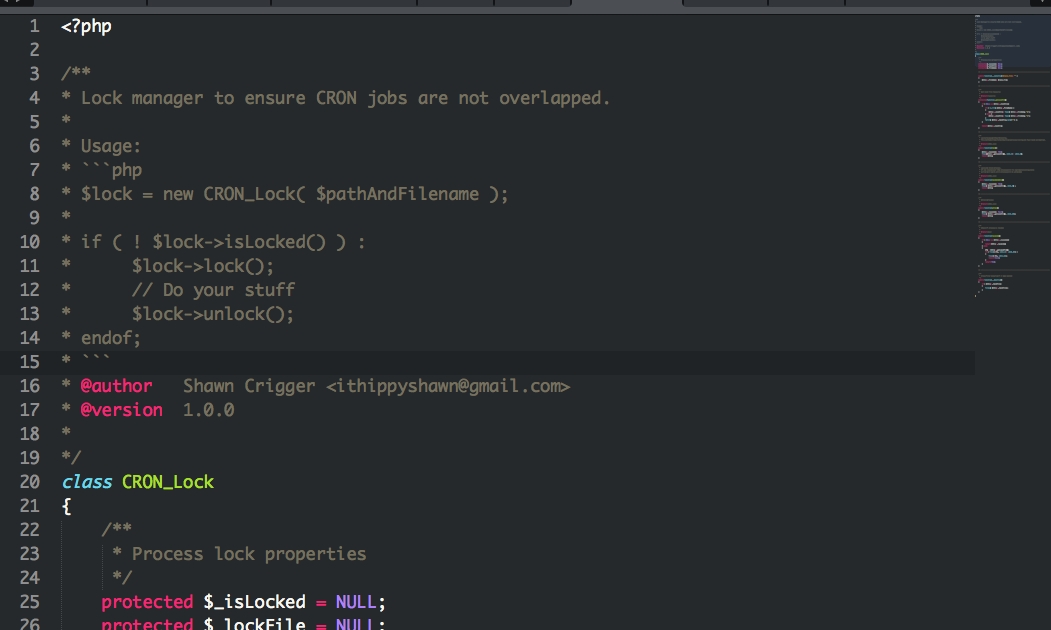 1 <?php
2
3 /**
4 * Lock manager to ensure CRON jobs are not overlapped.
5 *
6 * Usage:
7 * ```php
8 * $lock = new CRON_Lock( $pathAndFilename );
9 *
10 * if ( ! $lock->isLocked() ) :
11 *      $lock->lock();
12 *      // Do your stuff
13 *      $lock->unlock();
14 * endof;
15 * ```
16 * @author   Shawn Crigger <ithippyshawn@gmail.com>
17 * @version  1.0.0
18 *
19 */
20 class CRON_Lock
21 {
22     /**
23      * Process lock properties
24      */
25     protected $_isLocked = NULL;
26     protected $_lockFile = NULL;